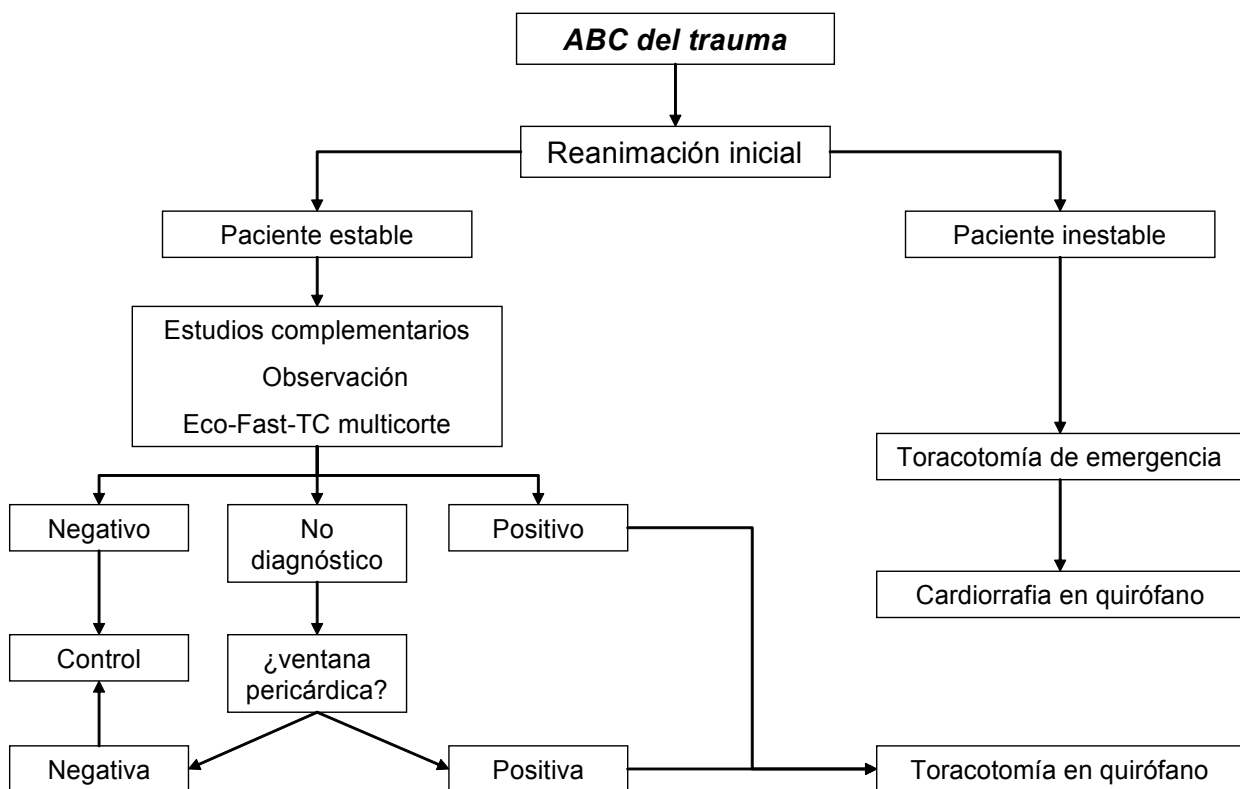 ABC del trauma
Reanimación inicial
Paciente estable
Paciente inestable
Estudios complementarios
Observación
Eco-Fast-TC multicorte
Toracotomía de emergencia
Negativo
No
diagnóstico
Positivo
Cardiorrafia en quirófano
Control
¿ventana
pericárdica?
Negativa
Positiva
Toracotomía en quirófano